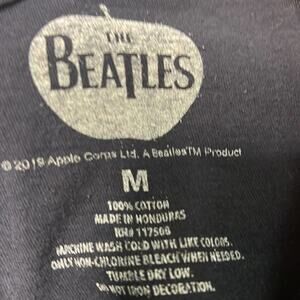 THE
BEATLES
© 2019 Apple Corps Ltd. A Beatles™ Product
M
100% COTTON
MADE IN HONDURAS
RN# 117506
MACHINE WASH COLD WITH LIKE COLORS.
ONLY NON-CHLORINE BLEACH WHEN NEEDED.
TUMBLE DRY LOW.
DO NOT IRON DECORATION.